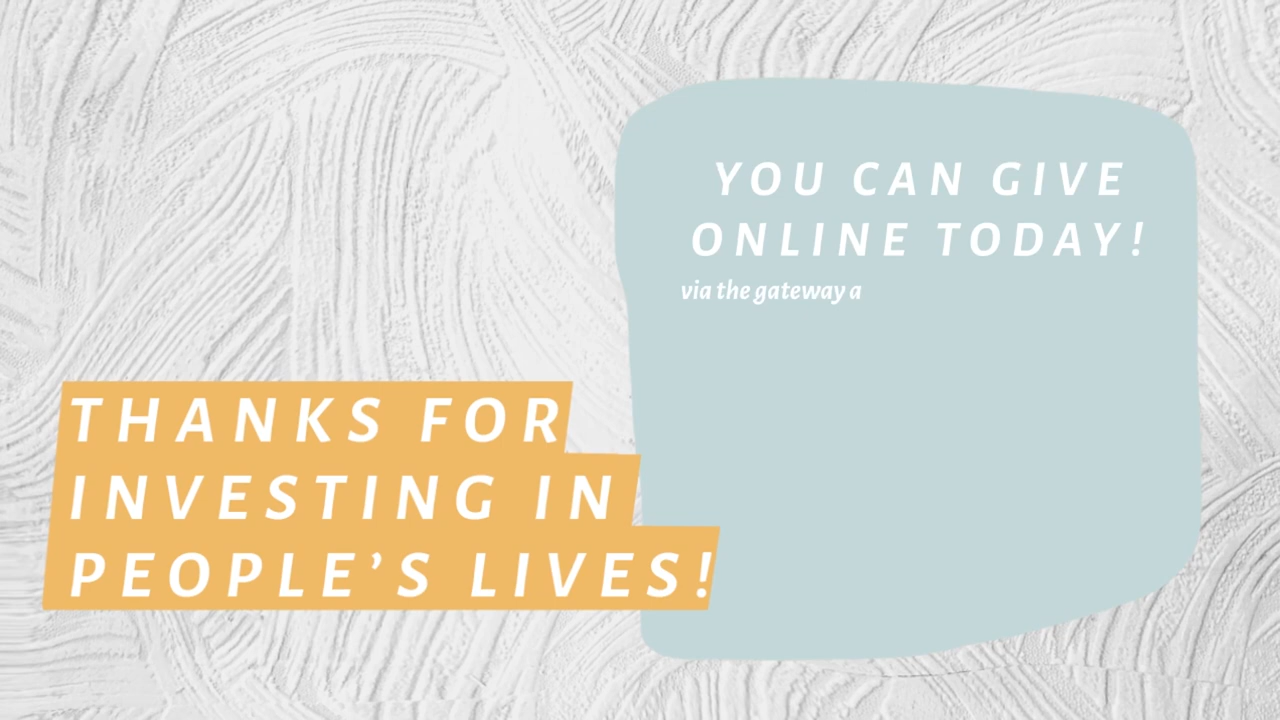 YOU CAN GIVE
ONLINE TODAY!
via the gateway a
THANKS FOR
INVESTING IN
PEOPLE’S LIVES!